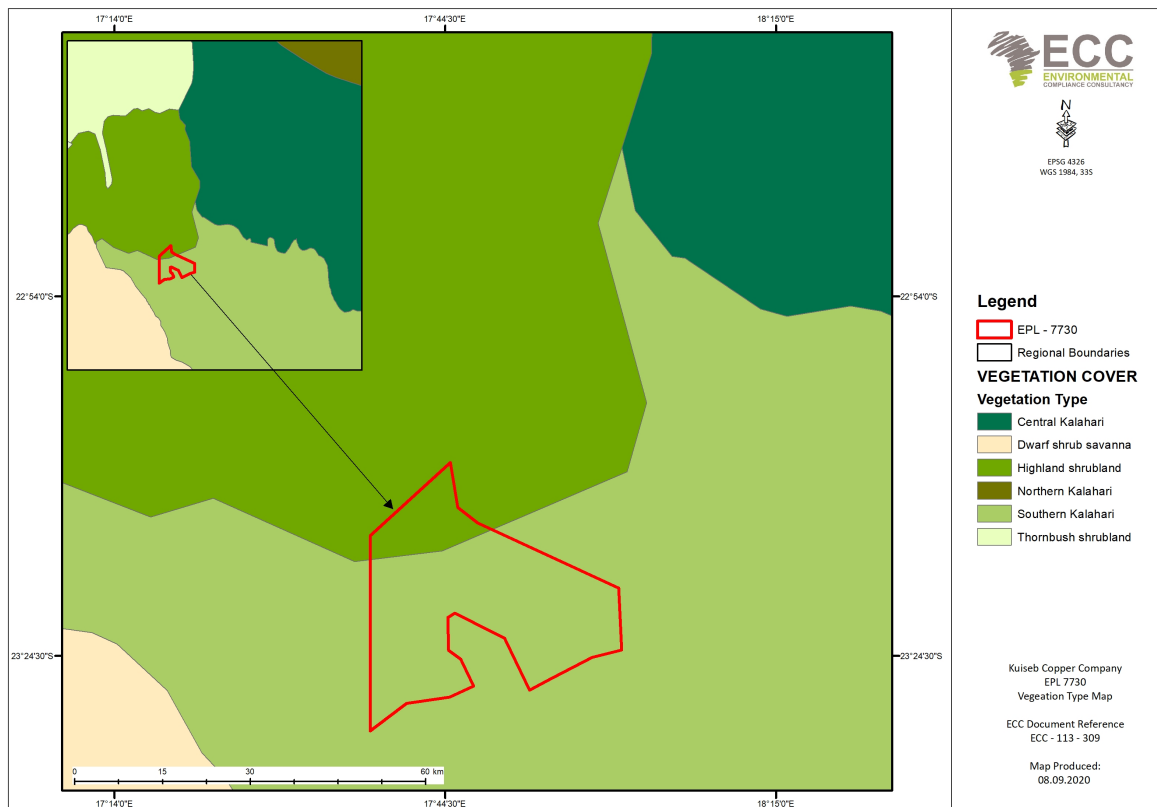 17°14'0"E
17°44'30"E
18°15'0"E
22°54'0"S
22°54'0"S
23°24'30"S
23°24'30"S
0 15 30 60 km
17°14'0"E
17°44'30"E
18°15'0"E
ECC
ENVIRONMENTAL
COMPLIANCE CONSULTANCY
N
EPSG 4326
WGS 1984, 33S
Legend
EPL - 7730
Regional Boundaries
VEGETATION COVER
Vegetation Type
Central Kalahari
Dwarf shrub savanna
Highland shrubland
Northern Kalahari
Southern Kalahari
Thornbush shrubland
Kuiseb Copper Company
EPL 7730
Vegeation Type Map
ECC Document Reference
ECC - 113 - 309
Map Produced:
08.09.2020